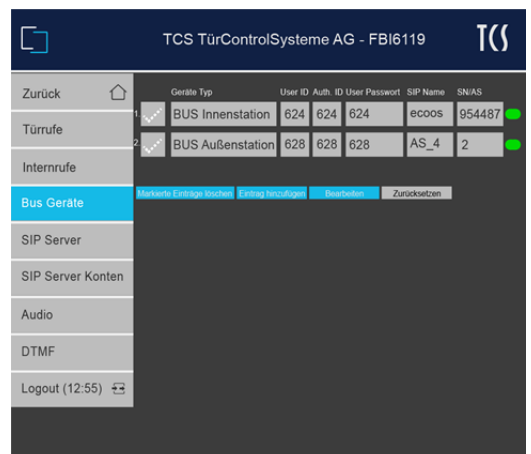 TCS TürControlSysteme AG - FBI6119
TCS
Zurück
Türrufe
Internrufe
Bus Geräte
SIP Server
SIP Server Konten
Audio
DTMF
Logout (12:55)
Geräte Typ User ID Auth. ID User Passwort SIP Name SN/AS
1. BUS Innenstation 624 624 624 ecoos 954487
2. BUS Außenstation 628 628 628 AS_4 2
Markierte Einträge löschen Eintrag hinzufügen Bearbeiten Zurücksetzen